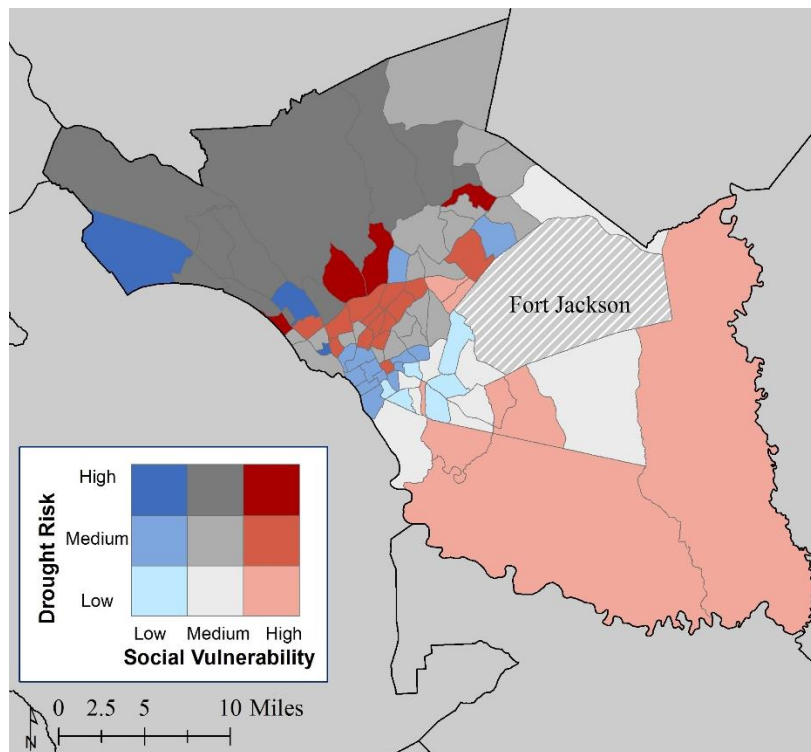 Fort Jackson
High
Medium
Low
Drought Risk
Low Medium High
Social Vulnerability
0 2.5 5 10 Miles
N